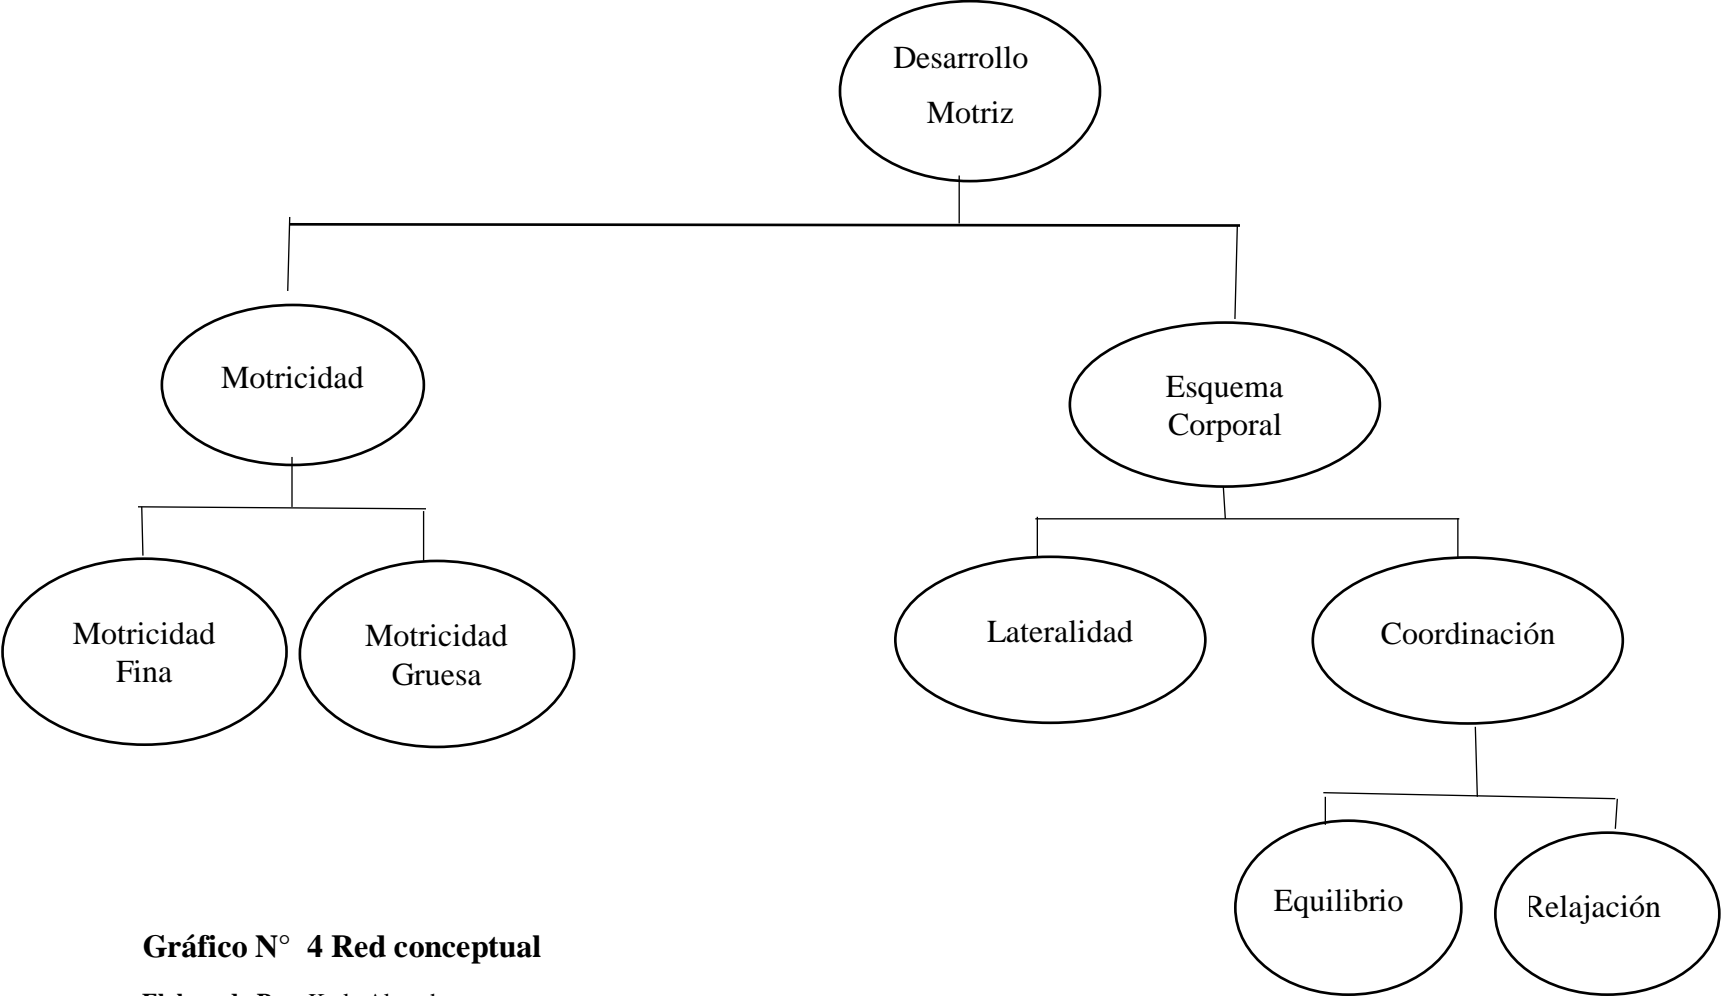 Desarrollo
Motriz
Motricidad
Esquema
Corporal
Motricidad
Fina
Motricidad
Gruesa
Lateralidad
Coordinación
Equilibrio
Relajación
Gráfico N° 4 Red conceptual